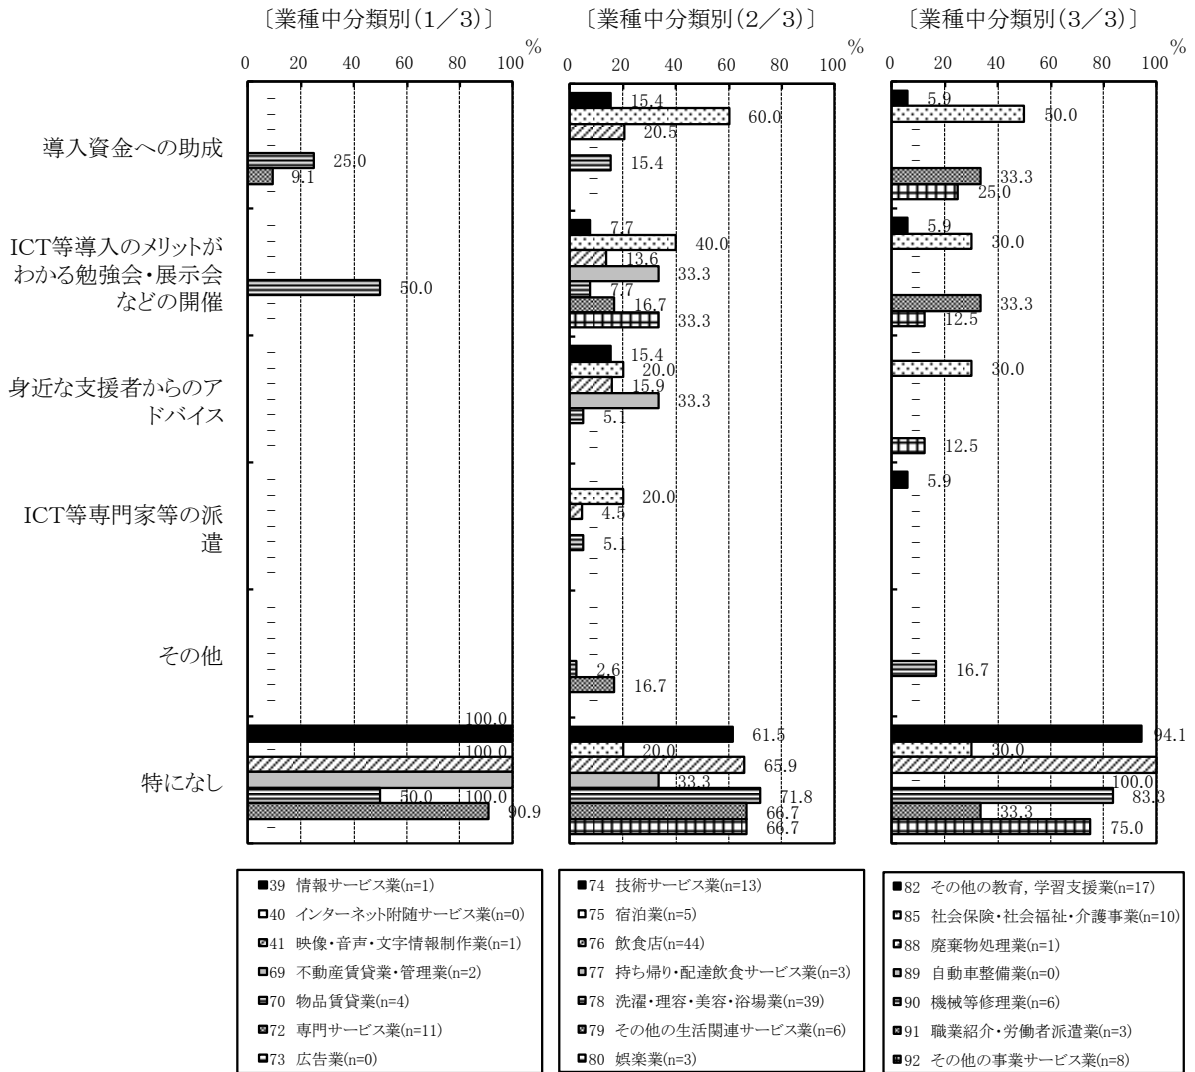 〔業種中分類別(1／3)〕
〔業種中分類別(2／3)〕
〔業種中分類別(3／3)〕
%
%
%
0 20 40 60 80 100
0 20 40 60 80 100
0 20 40 60 80 100
導入資金への助成
25.0
9.1
15.4
60.0
20.5
15.4
5.9
50.0
33.3
25.0
ICT等導入のメリットが
わかる勉強会・展示会
などの開催
50.0
7.7
40.0
13.6
33.3
7.7
16.7
33.3
5.9
30.0
33.3
12.5
身近な支援者からのア
ドバイス
15.4
20.0
15.9
33.3
5.1
30.0
12.5
ICT等専門家等の派
遣
20.0
4.5
5.1
5.9
その他
2.6
16.7
16.7
特になし
100.0
100.0
100.0
50.0
90.9
61.5
20.0
65.9
33.3
71.8
66.7
66.7
94.1
30.0
100.0
83.3
33.3
75.0
39 情報サービス業(n=1)
40 インターネット附随サービス業(n=0)
41 映像・音声・文字情報制作業(n=1)
69 不動産賃貸業・管理業(n=2)
70 物品賃貸業(n=4)
72 専門サービス業(n=11)
73 広告業(n=0)
74 技術サービス業(n=13)
75 宿泊業(n=5)
76 飲食店(n=44)
77 持ち帰り・配達飲食サービス業(n=3)
78 洗濯・理容・美容・浴場業(n=39)
79 その他の生活関連サービス業(n=6)
80 娯楽業(n=3)
82 その他の教育,学習支援業(n=17)
85 社会保険・社会福祉・介護事業(n=10)
88 廃棄物処理業(n=1)
89 自動車整備業(n=0)
90 機械等修理業(n=6)
91 職業紹介・労働者派遣業(n=3)
92 その他の事業サービス業(n=8)